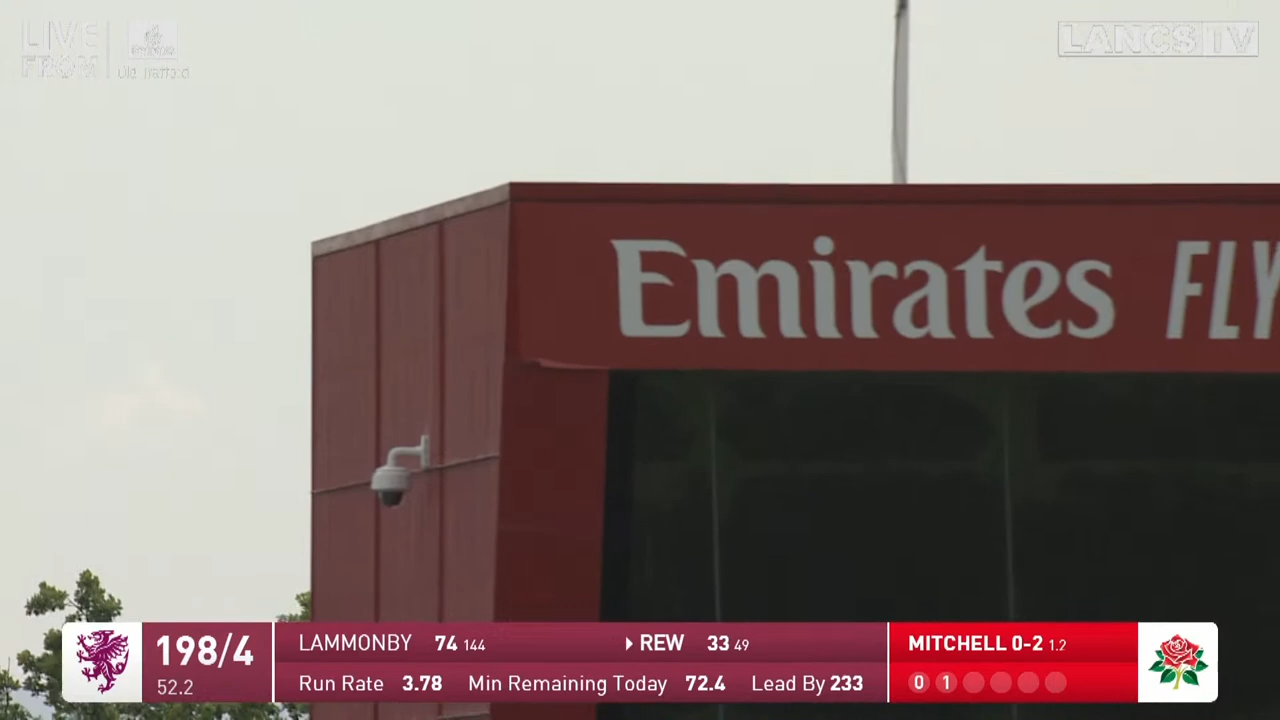 LIVE
FROM
Emirates
Old Trafford
LANCS TV
Emirates FLY
198/4
52.2
LAMMONBY 74 144
REW 33 49
Run Rate 3.78 Min Remaining Today 72.4 Lead By 233
MITCHELL 0-2 1.2
0 1